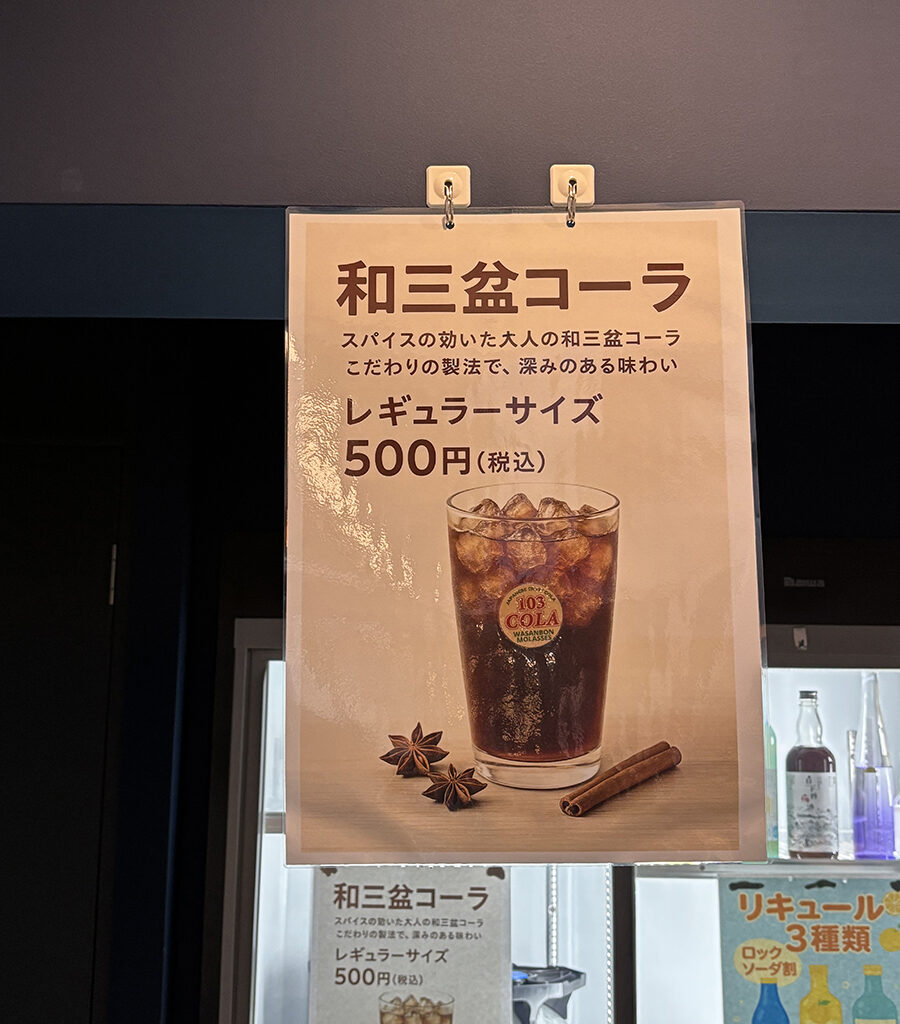 和三盆コーラ
スパイスの効いた大人の和三盆コーラ
こだわりの製法で、深みのある味わい
レギュラーサイズ
500円(税込)
103
COLA
WASANBON
MOLASSES
Daiwa
和三盆コーラ
スパイスの効いた大人の和三盆コーラ
こだわりの製法で、深みのある味わい
レギュラーサイズ
500円(税込)
リキュール
3種類
ロック
ソーダ割